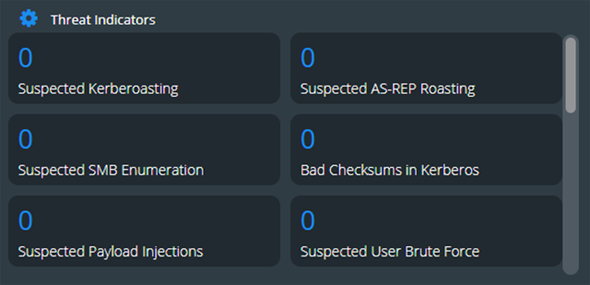 Threat Indicators
0
Suspected Kerberoasting
0
Suspected AS-REP Roasting
0
Suspected SMB Enumeration
0
Bad Checksums in Kerberos
0
Suspected Payload Injections
0
Suspected User Brute Force